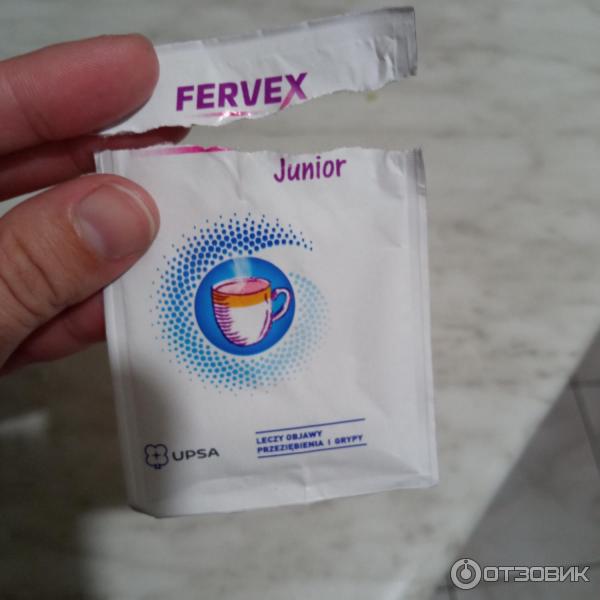 FERVEX
Junior
LECZY OBJAWY
PRZEZIĘBIENIA I GRYPY
UPSA
ОТЗОВИК